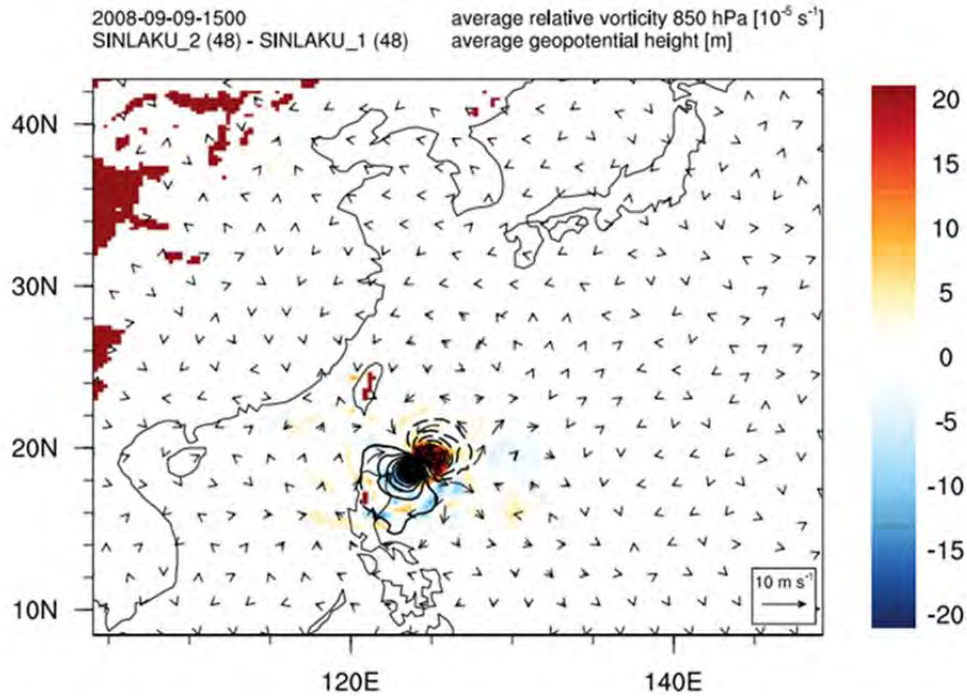 2008-09-09-1500
SINLAKU_2 (48) - SINLAKU_1 (48)
average relative vorticity 850 hPa [10⁻⁵ s⁻¹]
average geopotential height [m]
40N
30N
20N
10N
120E
140E
10 m s⁻¹
20
15
10
5
0
-5
-10
-15
-20